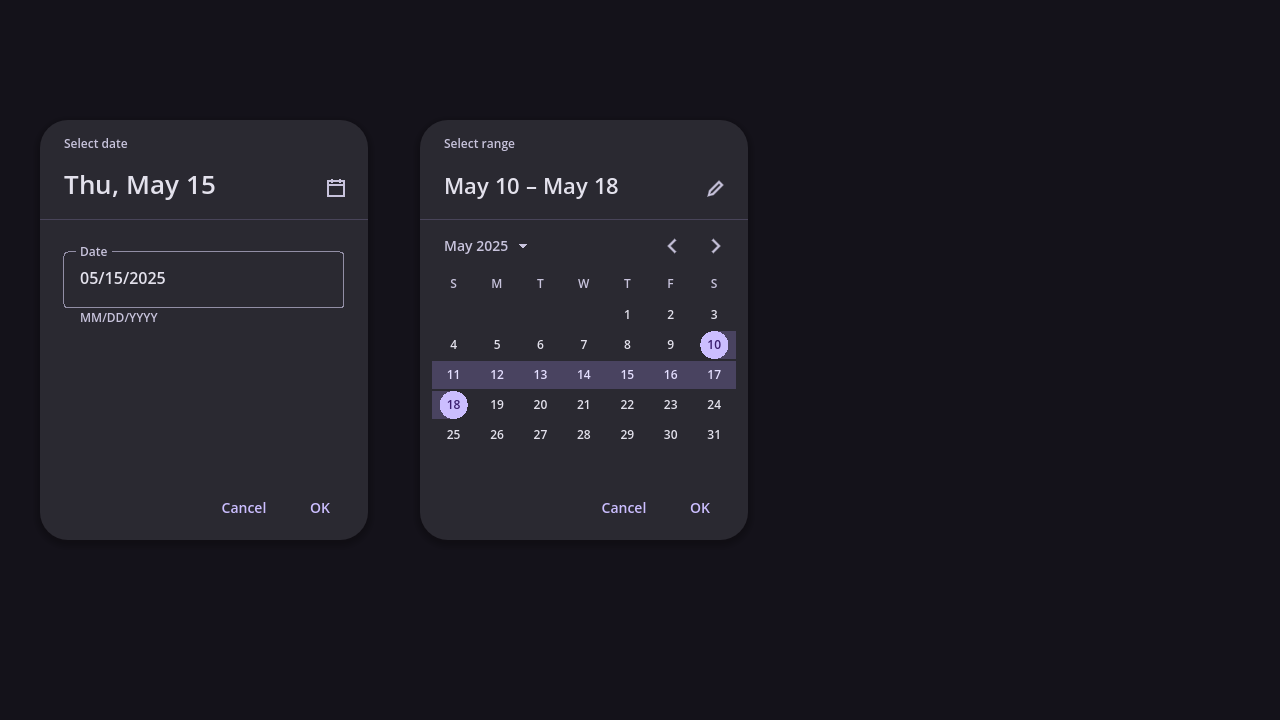 Select date
Thu, May 15
Date
05/15/2025
MM/DD/YYYY
Cancel OK
Select range
May 10 – May 18
May 2025
S M T W T F S
1 2 3
4 5 6 7 8 9 10
11 12 13 14 15 16 17
18 19 20 21 22 23 24
25 26 27 28 29 30 31
Cancel OK